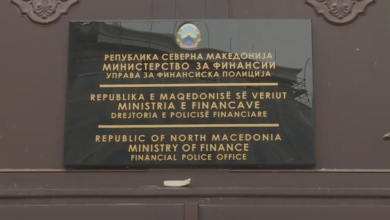 РЕПУБЛИКА СЕВЕРНА МАКЕДОНИЈА
МИНИСТЕРСТВО ЗА ФИНАНСИИ
УПРАВА ЗА ФИНАНСИСКА ПОЛИЦИЈА
REPUBLIKA E MAQEDONISË SË VERIUT
MINISTRIA E FINANCAVE
DREJTORIA E POLICISË FINANCIARE
REPUBLIC OF NORTH MACEDONIA
MINISTRY OF FINANCE
FINANCIAL POLICE OFFICE